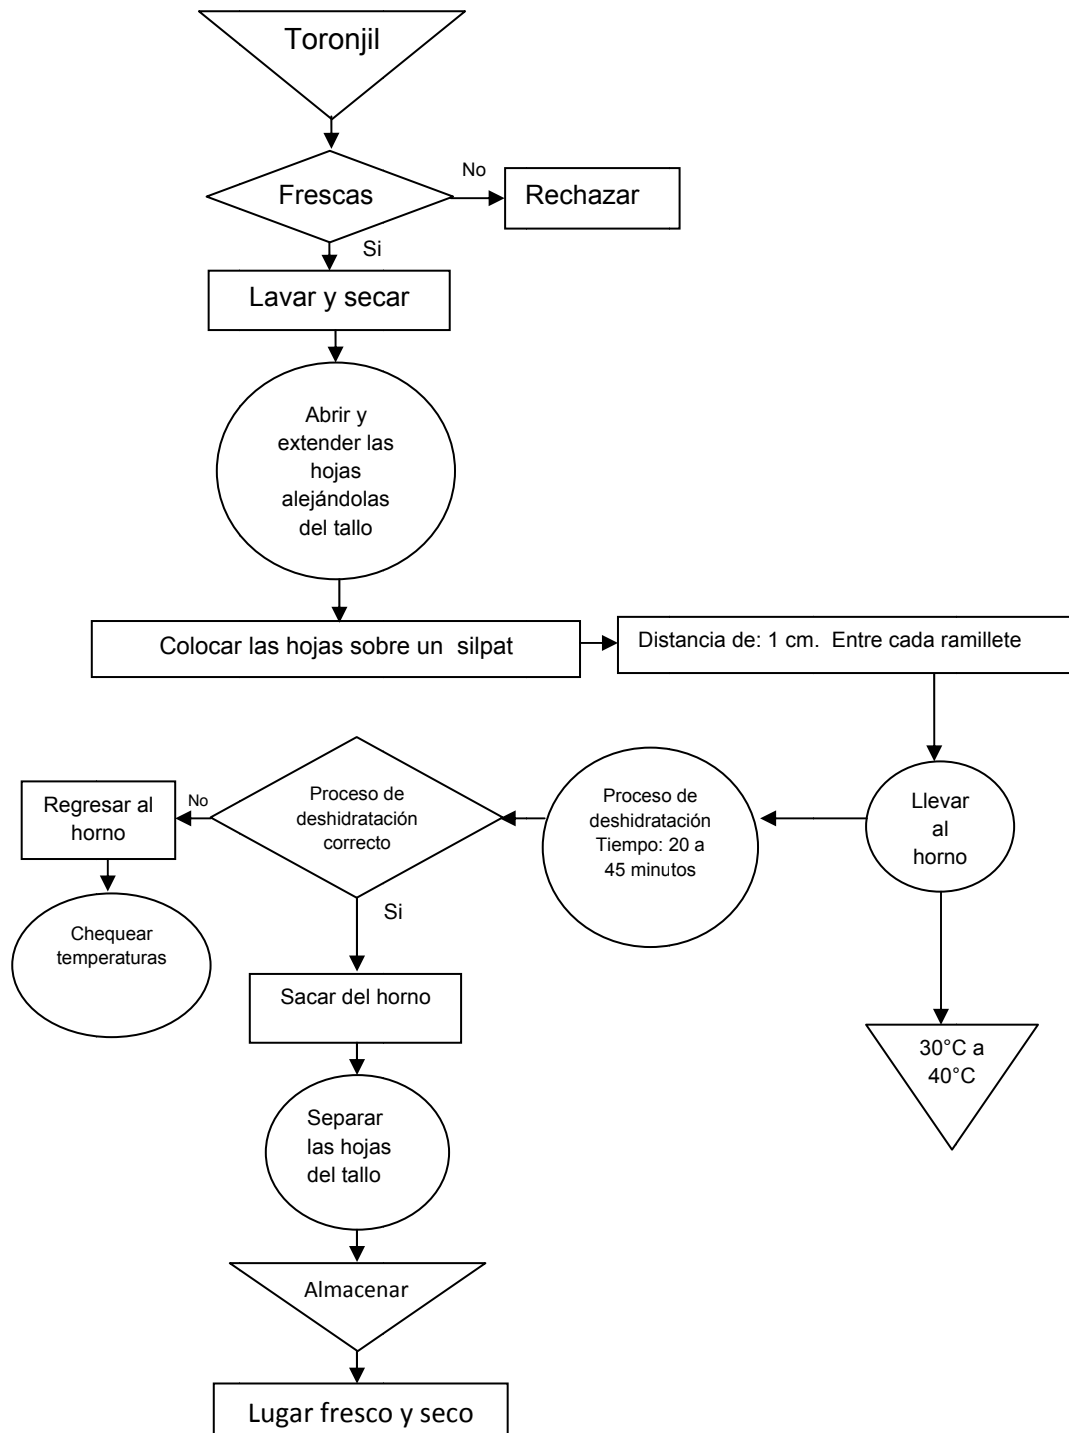 Toronjil
Frescas
No
Rechazar
Si
Lavar y secar
Abrir y
extender las
hojas
alejándolas
del tallo
Colocar las hojas sobre un silpat
Distancia de: 1 cm. Entre cada ramillete
Llevar
al
horno
30°C a
40°C
Proceso de
deshidratación
Tiempo: 20 a
45 minutos
Proceso de
deshidratación
correcto
No
Regresar al
horno
Chequear
temperaturas
Si
Sacar del horno
Separar
las hojas
del tallo
Almacenar
Lugar fresco y seco